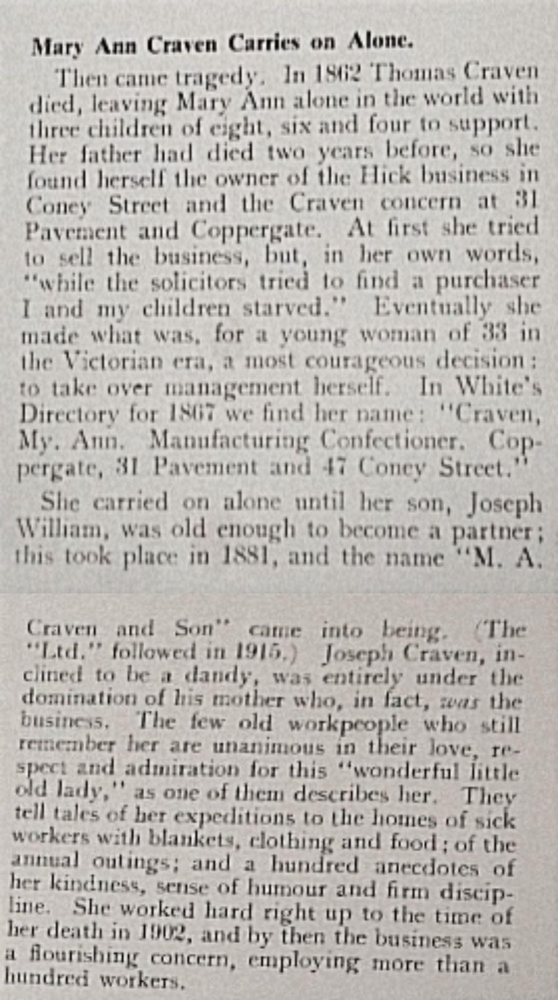 Mary Ann Craven Carries on Alone.
Then came tragedy. In 1862 Thomas Craven
died, leaving Mary Ann alone in the world with
three children of eight, six and four to support.
Her father had died two years before, so she
found herself the owner of the Hick business in
Coney Street and the Craven concern at 31
Pavement and Coppergate. At first she tried
to sell the business, but, in her own words,
"while the solicitors tried to find a purchaser
I and my children starved." Eventually she
made what was, for a young woman of 33 in
the Victorian era, a most courageous decision:
to take over management herself. In White's
Directory for 1867 we find her name: "Craven,
My. Ann. Manufacturing Confectioner. Cop-
pergate, 31 Pavement and 47 Coney Street."
She carried on alone until her son, Joseph
William, was old enough to become a partner;
this took place in 1881, and the name "M. A.
Craven and Son" came into being. (The
"Ltd." followed in 1915.) Joseph Craven, in-
clined to be a dandy, was entirely under the
domination of his mother who, in fact, was the
business. The few old workpeople who still
remember her are unanimous in their love, re-
spect and admiration for this "wonderful little
old lady," as one of them describes her. They
tell tales of her expeditions to the homes of sick
workers with blankets, clothing and food; of the
annual outings; and a hundred anecdotes of
her kindness, sense of humour and firm discip-
line. She worked hard right up to the time of
her death in 1902, and by then the business was
a flourishing concern, employing more than a
hundred workers.